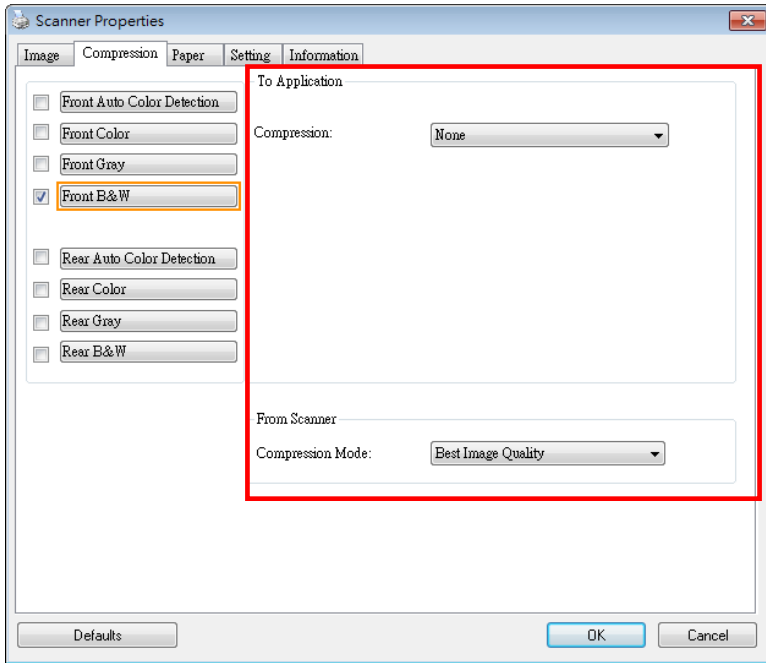 Scanner Properties
Image Compression Paper Setting Information
Front Auto Color Detection
Front Color
Front Gray
Front B&W
Rear Auto Color Detection
Rear Color
Rear Gray
Rear B&W
To Application
Compression: None
From Scanner
Compression Mode: Best Image Quality
Defaults OK Cancel